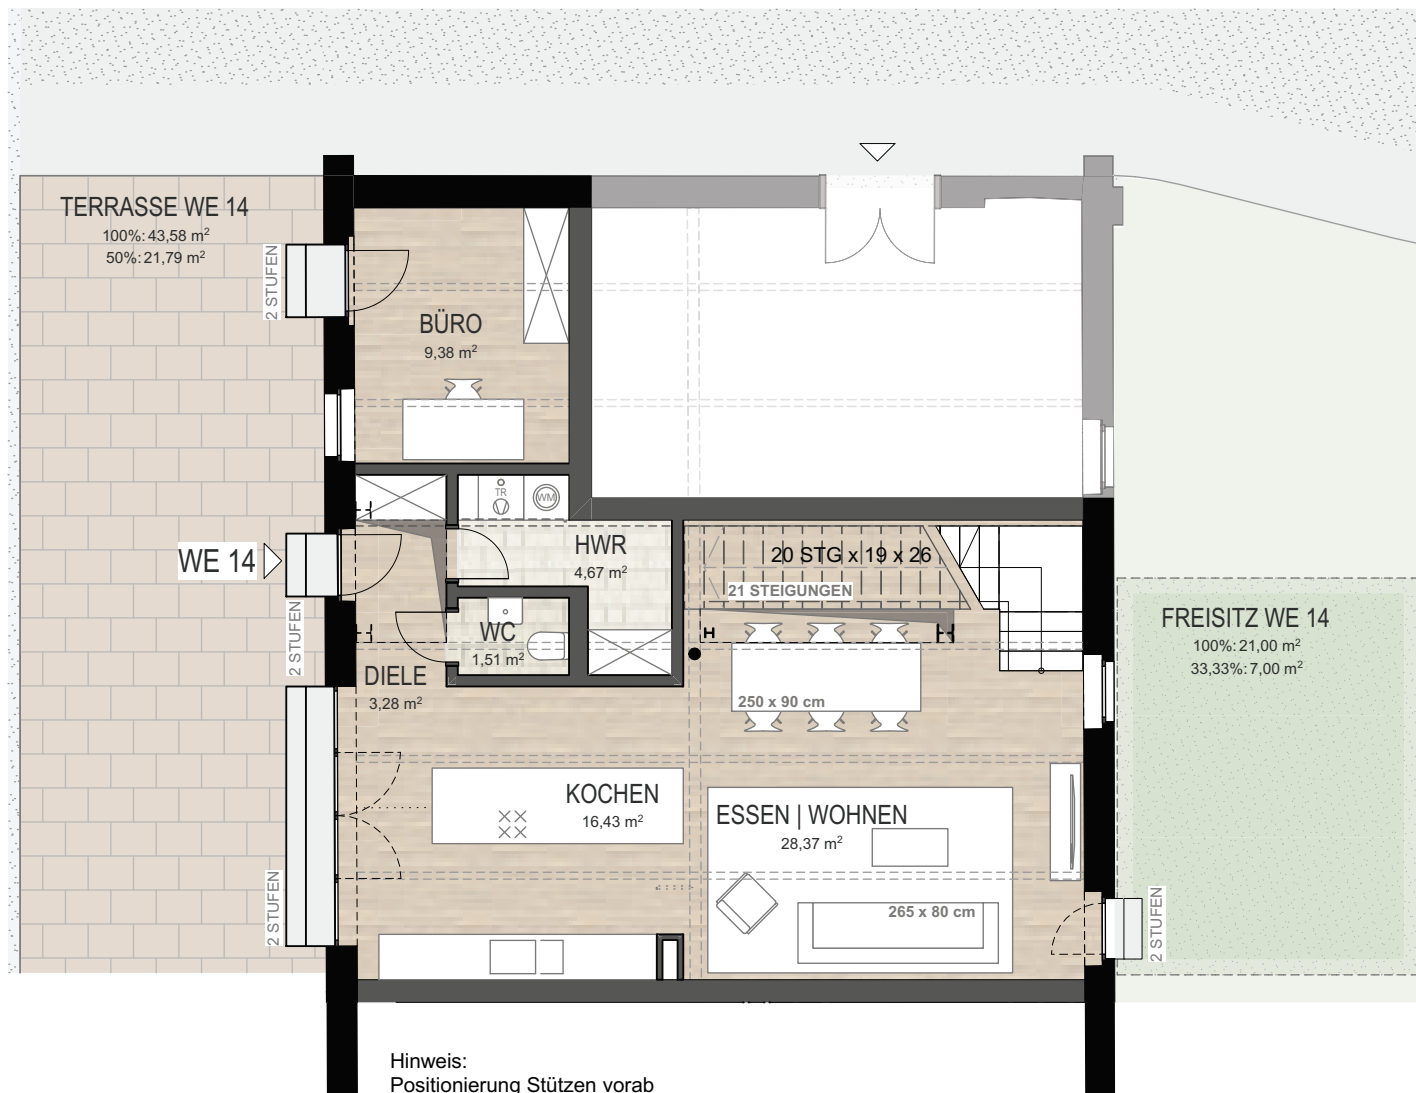 TERRASSE WE 14
100%: 43,58 m²
50%: 21,79 m²
2 STUFEN
BÜRO
9,38 m²
TR
WM
WE 14
HWR
4,67 m²
20 STG x 19 x 26
21 STEIGUNGEN
2 STUFEN
WC
1,51 m²
DIELE
3,28 m²
250 x 90 cm
FREISITZ WE 14
100%: 21,00 m²
33,33%: 7,00 m²
KOCHEN
16,43 m²
ESSEN | WOHNEN
28,37 m²
265 x 80 cm
2 STUFEN
2 STUFEN
Hinweis:
Positionierung Stützen vorab